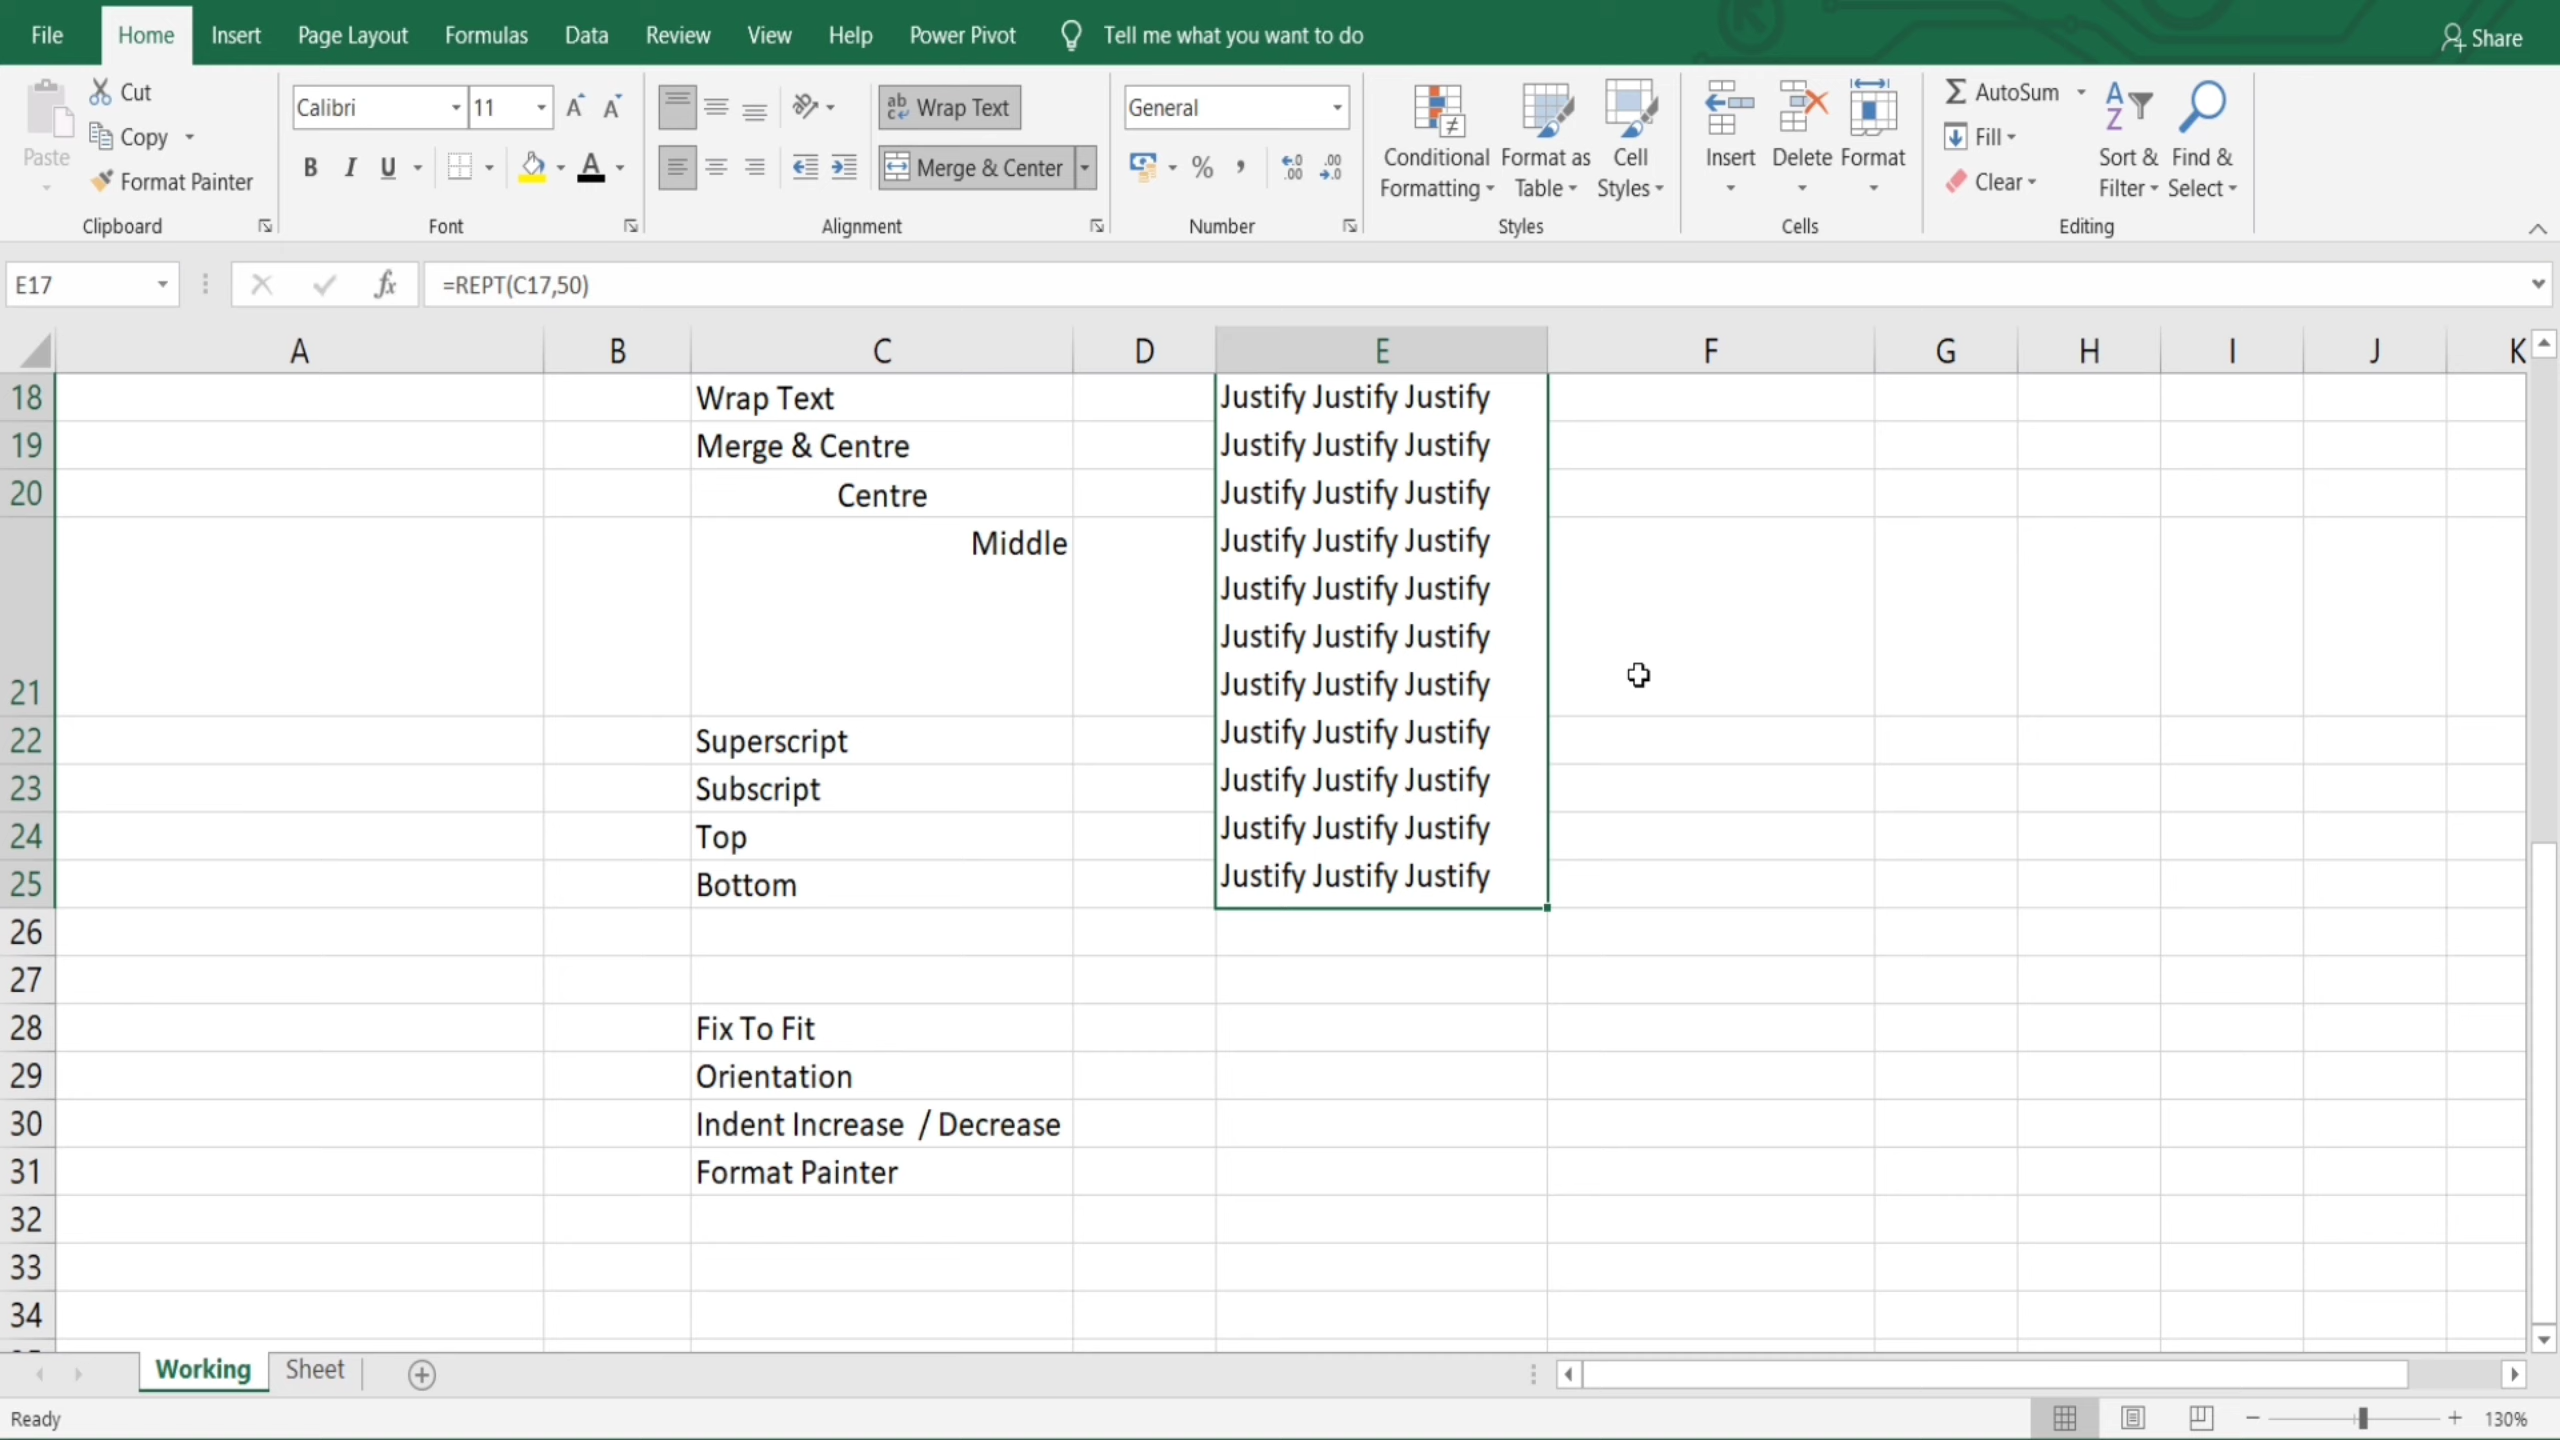 File Home Insert Page Layout Formulas Data Review View Help Power Pivot Tell me what you want to do Share
Paste
Cut
Copy
Format Painter
Clipboard
Calibri 11 A A
B I U A
Font
ab c Wrap Text
Merge & Center
Alignment
General
% , .0 .00 .00 .0
Number
Conditional Formatting
Format as Table
Cell Styles
Styles
Insert Delete Format
Cells
AutoSum
Fill
Clear
Sort & Filter
Find & Select
Editing
E17 fx =REPT(C17,50)
A B C D E F G H I J K
18 Wrap Text Justify Justify Justify
19 Merge & Centre Justify Justify Justify
20 Centre Justify Justify Justify
Middle Justify Justify Justify
Justify Justify Justify
Justify Justify Justify
21 Justify Justify Justify
22 Superscript Justify Justify Justify
23 Subscript Justify Justify Justify
24 Top Justify Justify Justify
25 Bottom Justify Justify Justify
26
27
28 Fix To Fit
29 Orientation
30 Indent Increase / Decrease
31 Format Painter
32
33
34
Working Sheet
Ready 130%